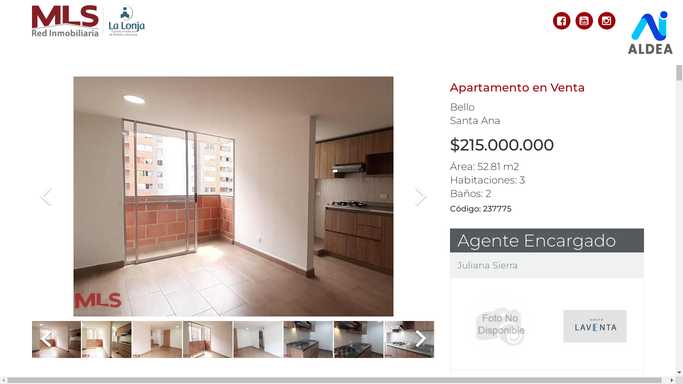 MLS
Red Inmobiliaria
La Lonja
ALDEA
Apartamento en Venta
Bello
Santa Ana
$215.000.000
Área: 52.81 m2
Habitaciones: 3
Baños: 2
Código: 237775
Agente Encargado
Juliana Sierra
MLS
Foto No
Disponible
LAVENTA